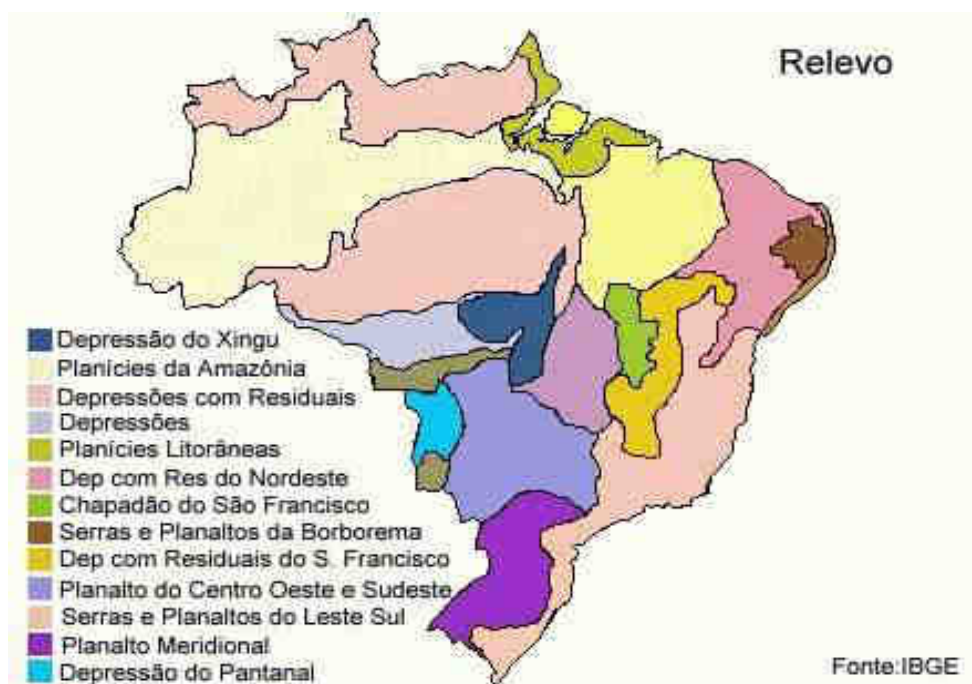 Relevo
Depressão do Xingu
Planícies da Amazônia
Depressões com Residuais
Depressões
Planícies Litorâneas
Dep com Res do Nordeste
Chapadão do São Francisco
Serras e Planaltos da Borborema
Dep com Residuais do S. Francisco
Planalto do Centro Oeste e Sudeste
Serras e Planaltos do Leste Sul
Planalto Meridional
Depressão do Pantanal
Fonte:IBGE